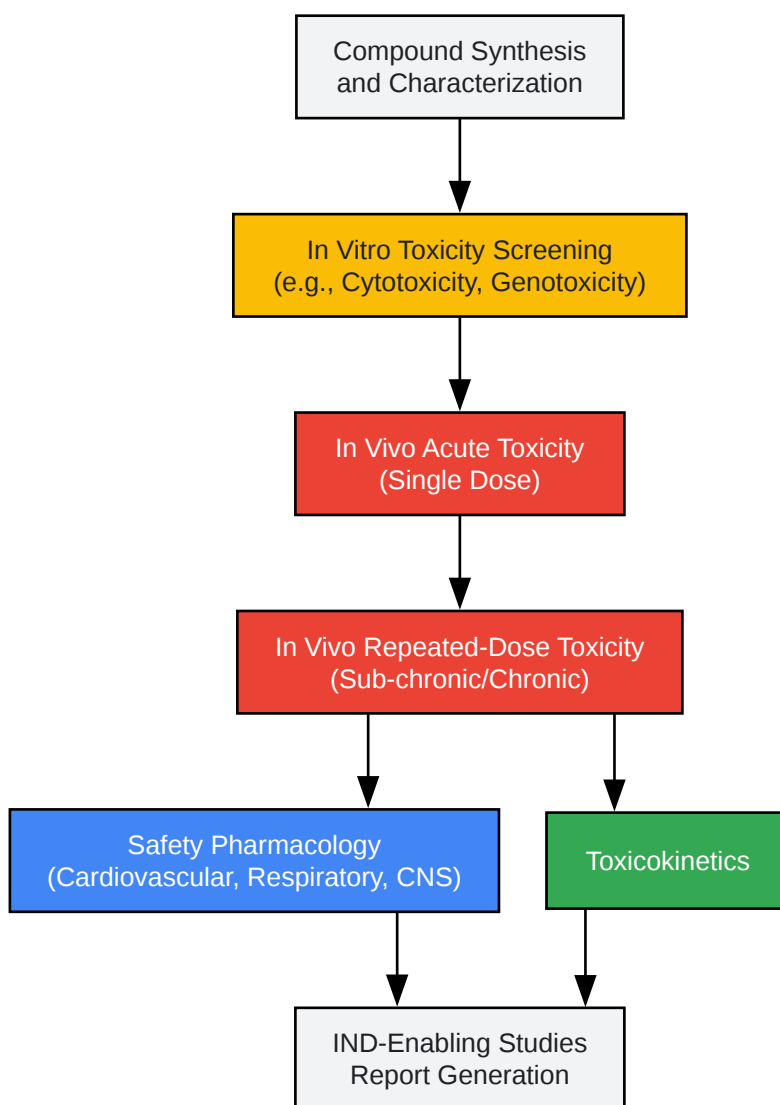 Compound Synthesis
and Characterization
In Vitro Toxicity Screening
(e.g., Cytotoxicity, Genotoxicity)
In Vivo Acute Toxicity
(Single Dose)
In Vivo Repeated-Dose Toxicity
(Sub-chronic/Chronic)
Safety Pharmacology
(Cardiovascular, Respiratory, CNS)
Toxicokinetics
IND-Enabling Studies
Report Generation